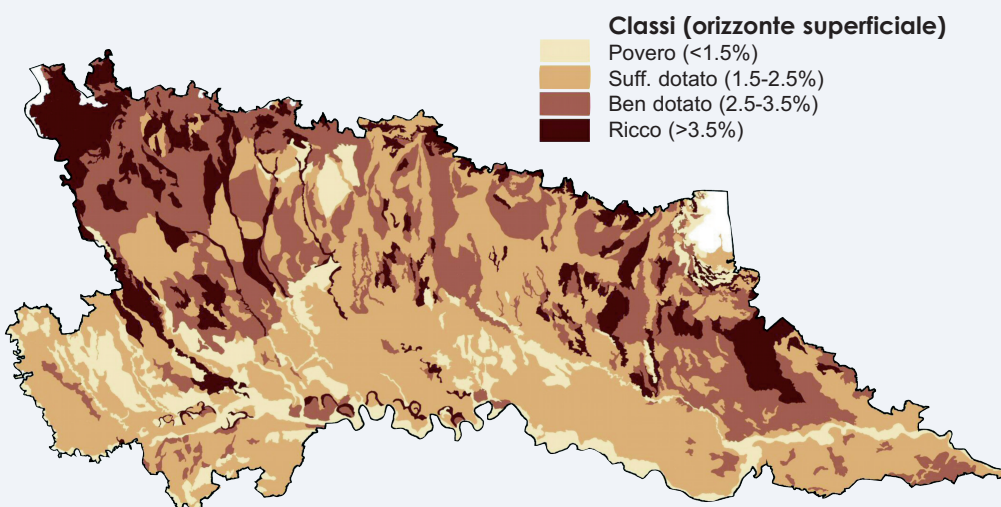 Classi (orizzonte superficiale)
Povero (<1.5%)
Suff. dotato (1.5-2.5%)
Ben dotato (2.5-3.5%)
Ricco (>3.5%)